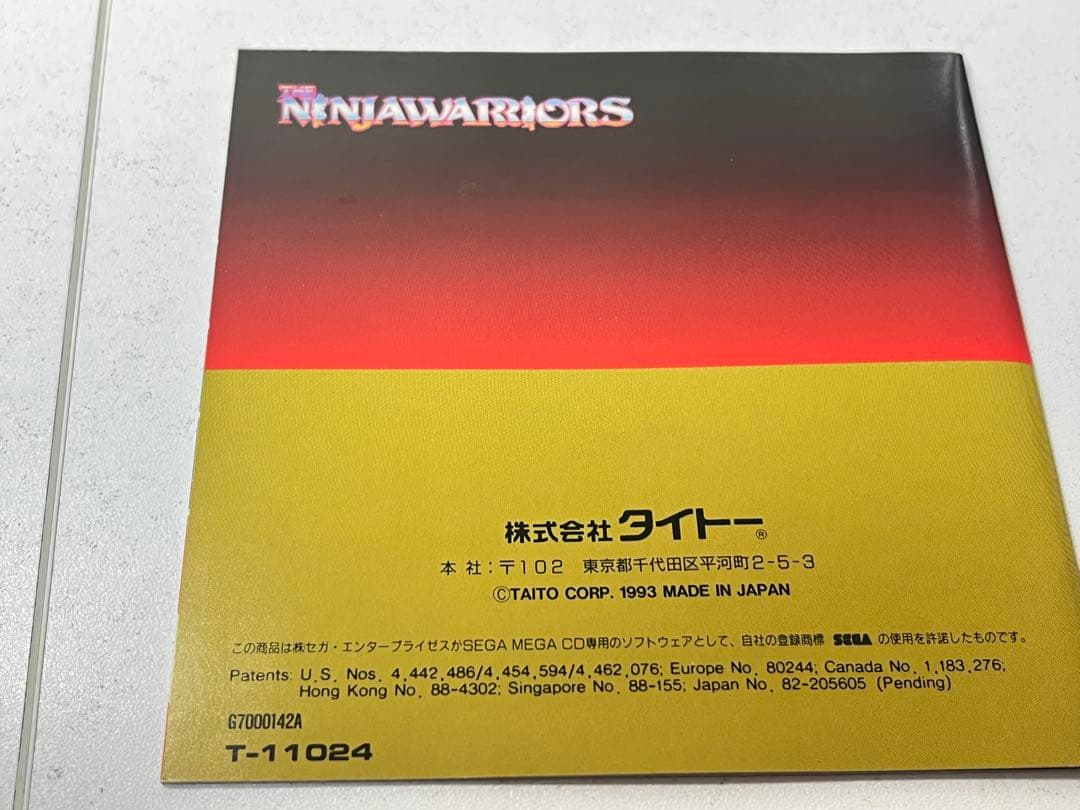 THE
NINJAWARRIORS
株式会社 タイトー®
本 社：〒102 東京都千代田区平河町2-5-3
©TAITO CORP. 1993 MADE IN JAPAN
この商品は㈱セガ・エンタープライゼスがSEGA MEGA CD専用のソフトウェアとして、自社の登録商標 SEGA の使用を許諾したものです。
Patents: U.S. Nos. 4,442,486/4,454,594/4,462,076; Europe No. 80244; Canada No. 1,183,276;
Hong Kong No. 88-4302; Singapore No. 88-155; Japan No. 82-205605 (Pending)
G7000142A
T-11024